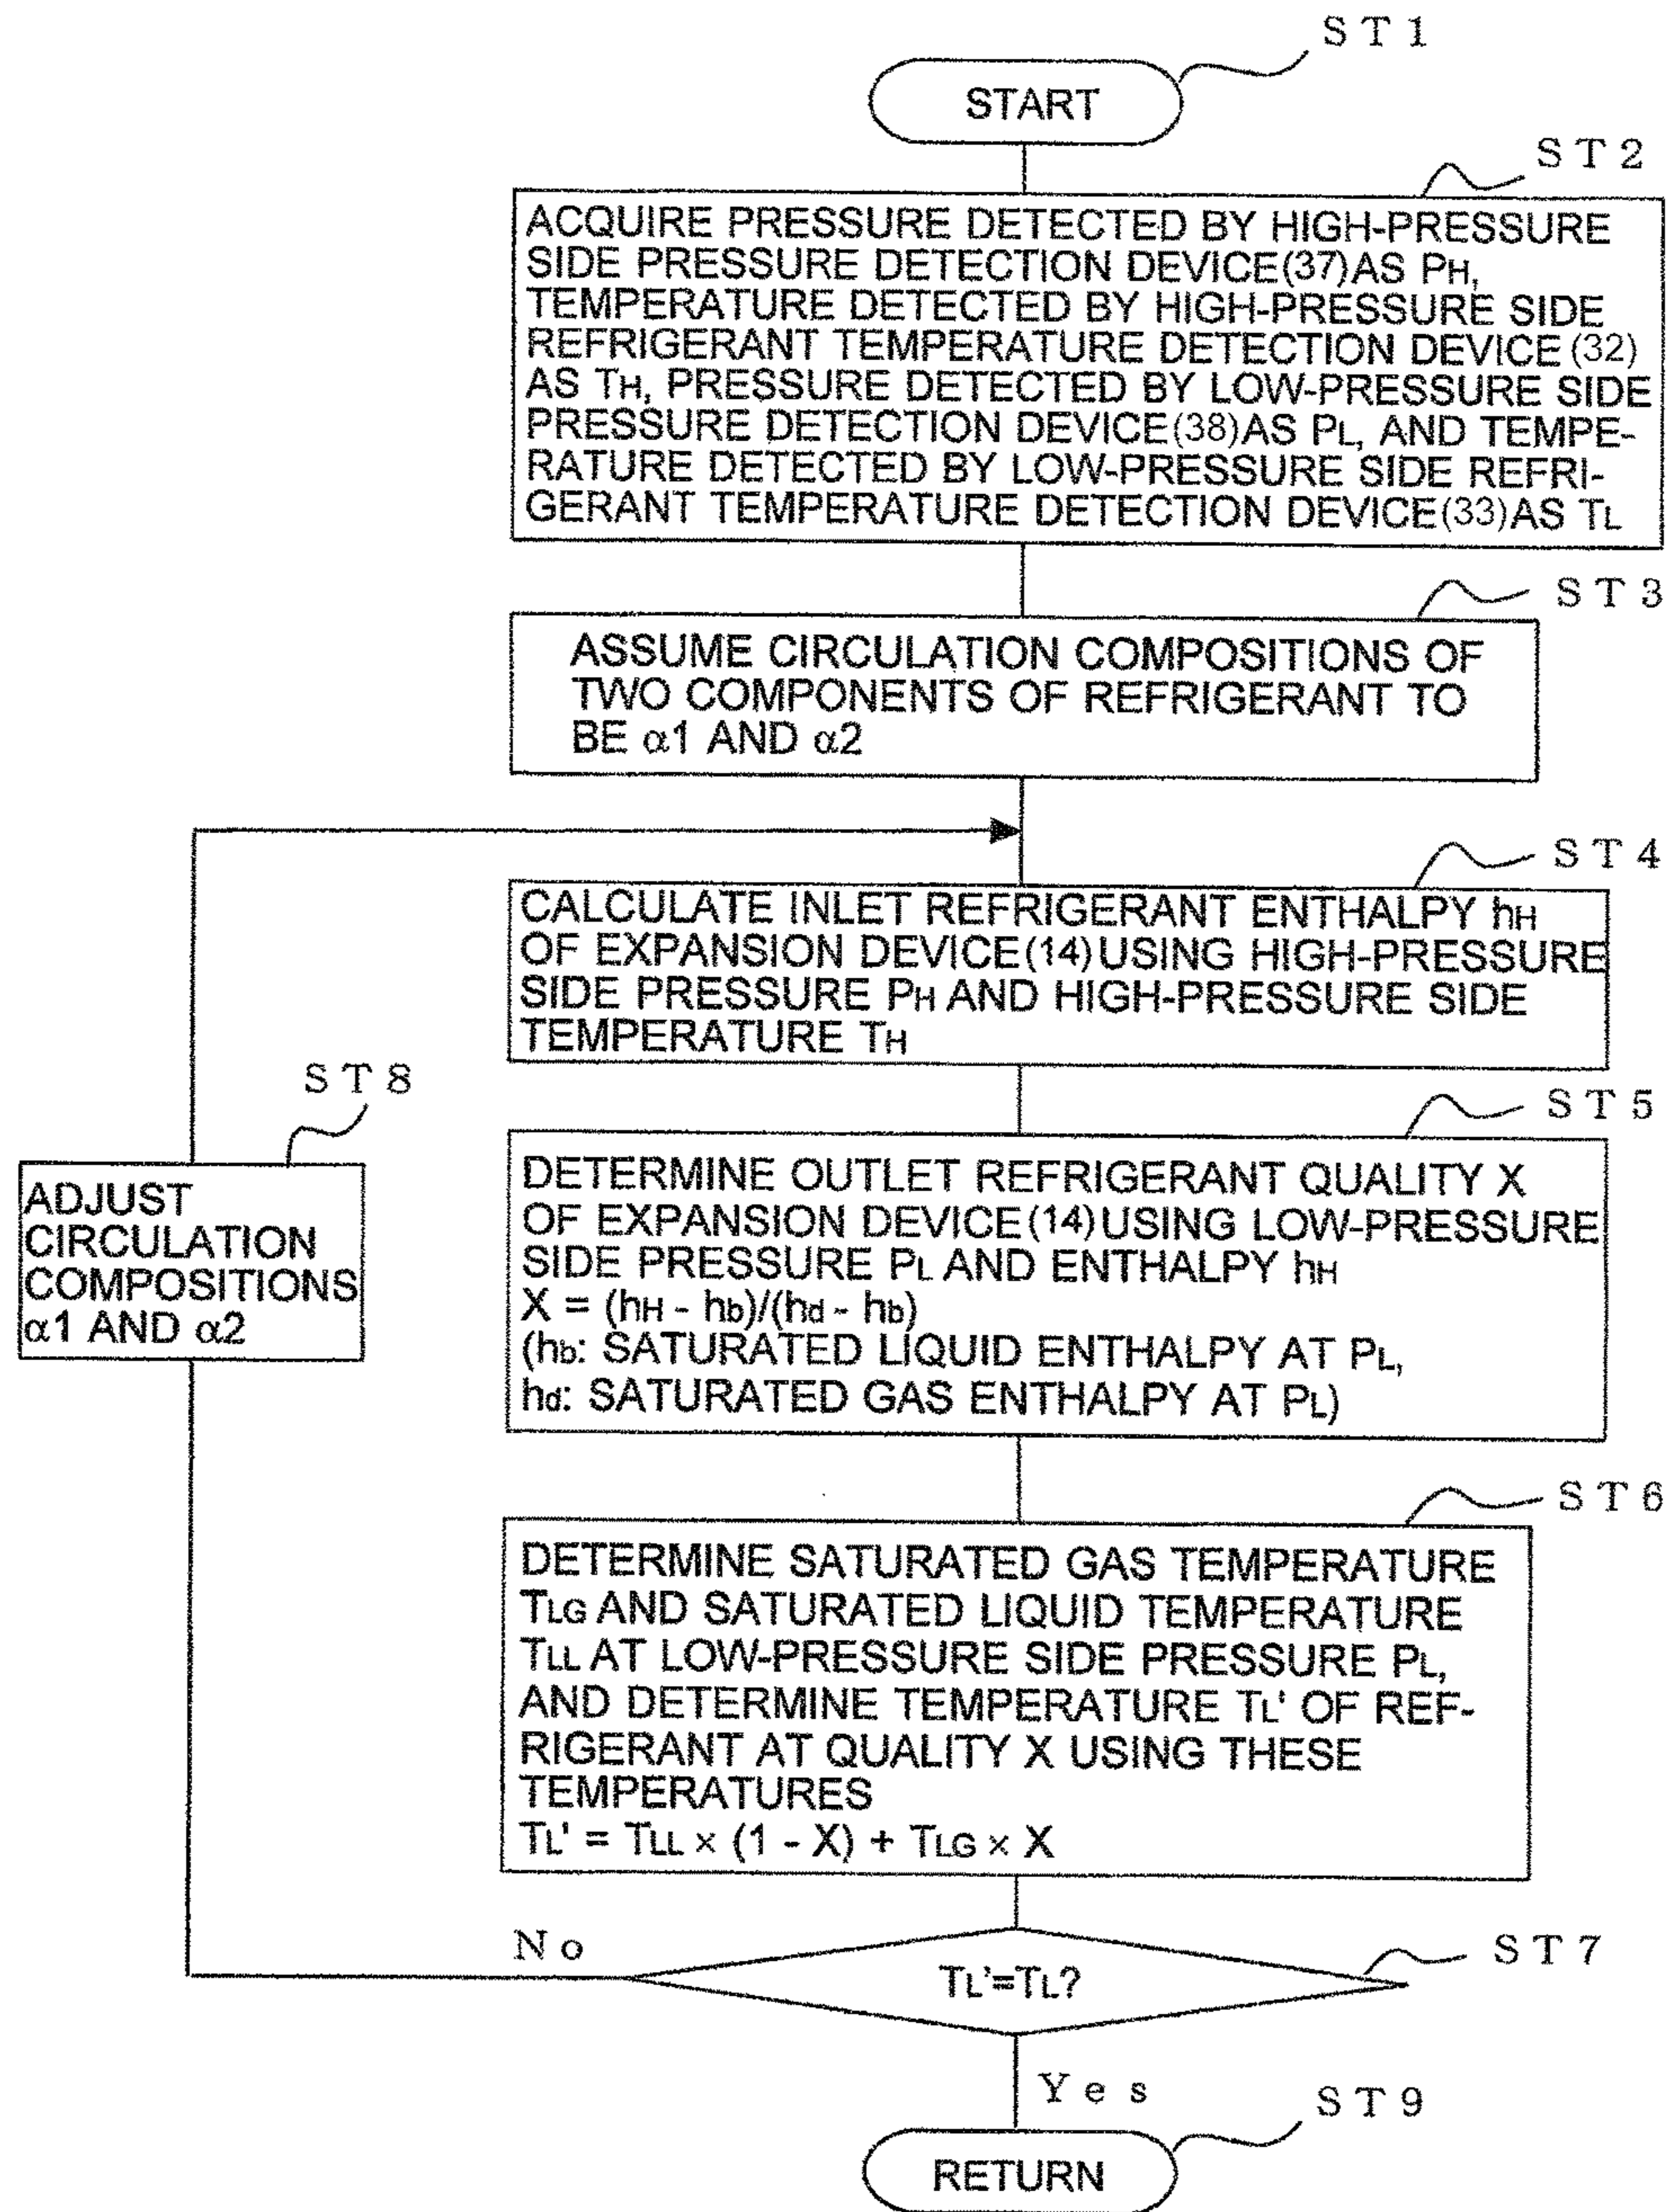 ST1
START
ST2
ACQUIRE PRESSURE DETECTED BY HIGH-PRESSURE
SIDE PRESSURE DETECTION DEVICE(37)AS PH,
TEMPERATURE DETECTED BY HIGH-PRESSURE SIDE
REFRIGERANT TEMPERATURE DETECTION DEVICE(32)
AS TH, PRESSURE DETECTED BY LOW-PRESSURE SIDE
PRESSURE DETECTION DEVICE(38)AS PL, AND TEMPE-
RATURE DETECTED BY LOW-PRESSURE SIDE REFRI-
GERANT TEMPERATURE DETECTION DEVICE(33)AS TL
ST3
ASSUME CIRCULATION COMPOSITIONS OF
TWO COMPONENTS OF REFRIGERANT TO
BE α1 AND α2
ST4
CALCULATE INLET REFRIGERANT ENTHALPY hH
OF EXPANSION DEVICE(14)USING HIGH-PRESSURE
SIDE PRESSURE PH AND HIGH-PRESSURE SIDE
TEMPERATURE TH
ST8
ADJUST
CIRCULATION
COMPOSITIONS
α1 AND α2
ST5
DETERMINE OUTLET REFRIGERANT QUALITY X
OF EXPANSION DEVICE(14)USING LOW-PRESSURE
SIDE PRESSURE PL AND ENTHALPY hH
X = (hH - hb)/(hd - hb)
(hb: SATURATED LIQUID ENTHALPY AT PL,
hd: SATURATED GAS ENTHALPY AT PL)
ST6
DETERMINE SATURATED GAS TEMPERATURE
TLG AND SATURATED LIQUID TEMPERATURE
TLL AT LOW-PRESSURE SIDE PRESSURE PL,
AND DETERMINE TEMPERATURE TL' OF REF-
RIGERANT AT QUALITY X USING THESE
TEMPERATURES
TL' = TLL × (1 - X) + TLG × X
No
ST7
TL'=TL?
Yes
ST9
RETURN